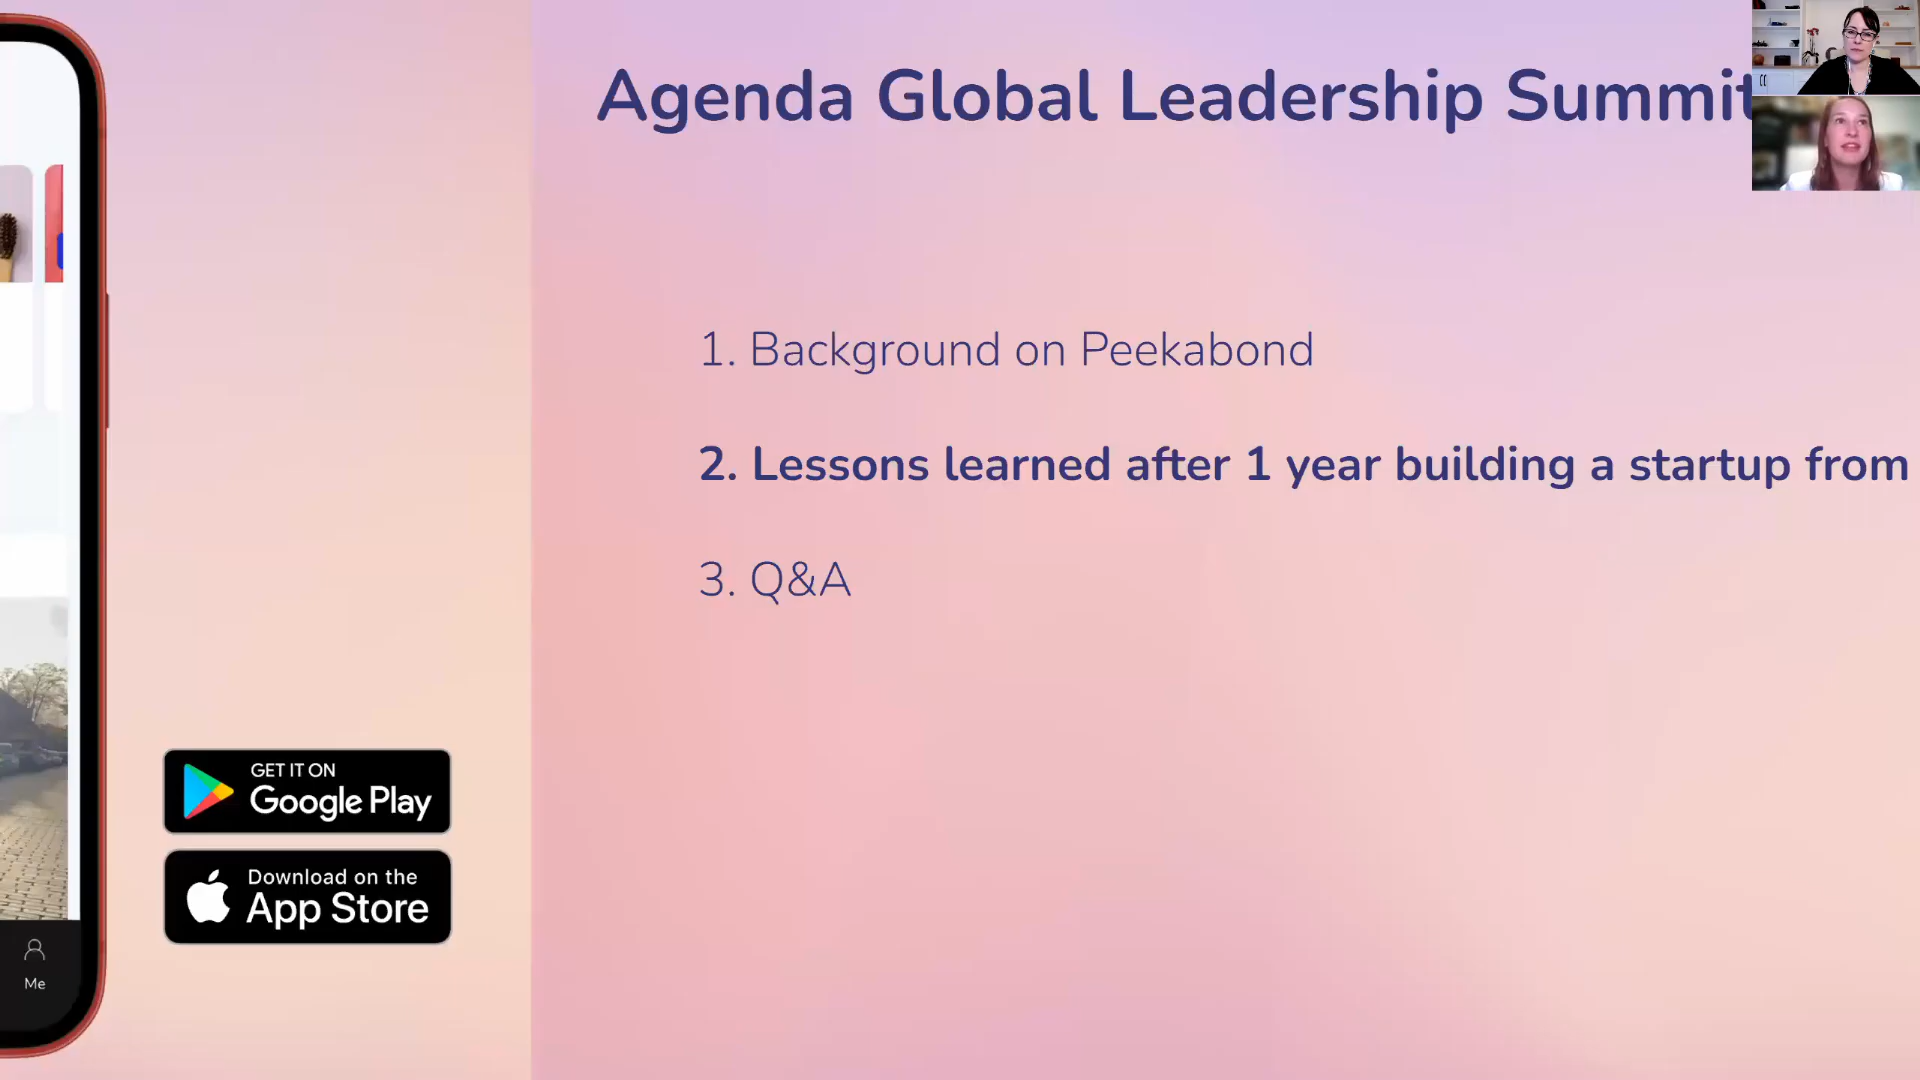 Agenda Global Leadership Summit
1. Background on Peekabond
2. Lessons learned after 1 year building a startup from
3. Q&A
GET IT ON
Google Play
Download on the
App Store
Me